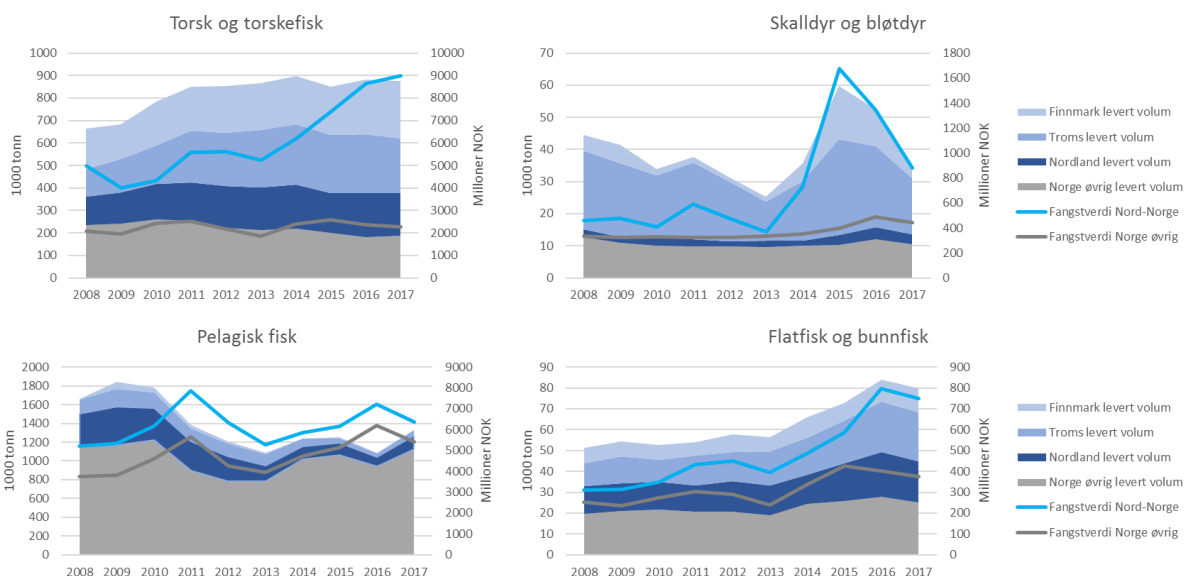 Torsk og torskefisk
1000 tonn
1000
900
800
700
600
500
400
300
200
100
0
10000
9000
8000
7000
6000
5000
4000
3000
2000
1000
0
Millioner NOK
2008 2009 2010 2011 2012 2013 2014 2015 2016 2017
Skalldyr og bløtdyr
1000 tonn
70
60
50
40
30
20
10
0
1800
1600
1400
1200
1000
800
600
400
200
0
Millioner NOK
2008 2009 2010 2011 2012 2013 2014 2015 2016 2017
Finnmark levert volum
Troms levert volum
Nordland levert volum
Norge øvrig levert volum
Fangstverdi Nord-Norge
Fangstverdi Norge øvrig
Pelagisk fisk
1000 tonn
2000
1800
1600
1400
1200
1000
800
600
400
200
0
9000
8000
7000
6000
5000
4000
3000
2000
1000
0
Millioner NOK
2008 2009 2010 2011 2012 2013 2014 2015 2016 2017
Flatfisk og bunnfisk
1000 tonn
90
80
70
60
50
40
30
20
10
0
900
800
700
600
500
400
300
200
100
0
Millioner NOK
2008 2009 2010 2011 2012 2013 2014 2015 2016 2017
Finnmark levert volum
Troms levert volum
Nordland levert volum
Norge øvrig levert volum
Fangstverdi Nord-Norge
Fangstverdi Norge øvrig